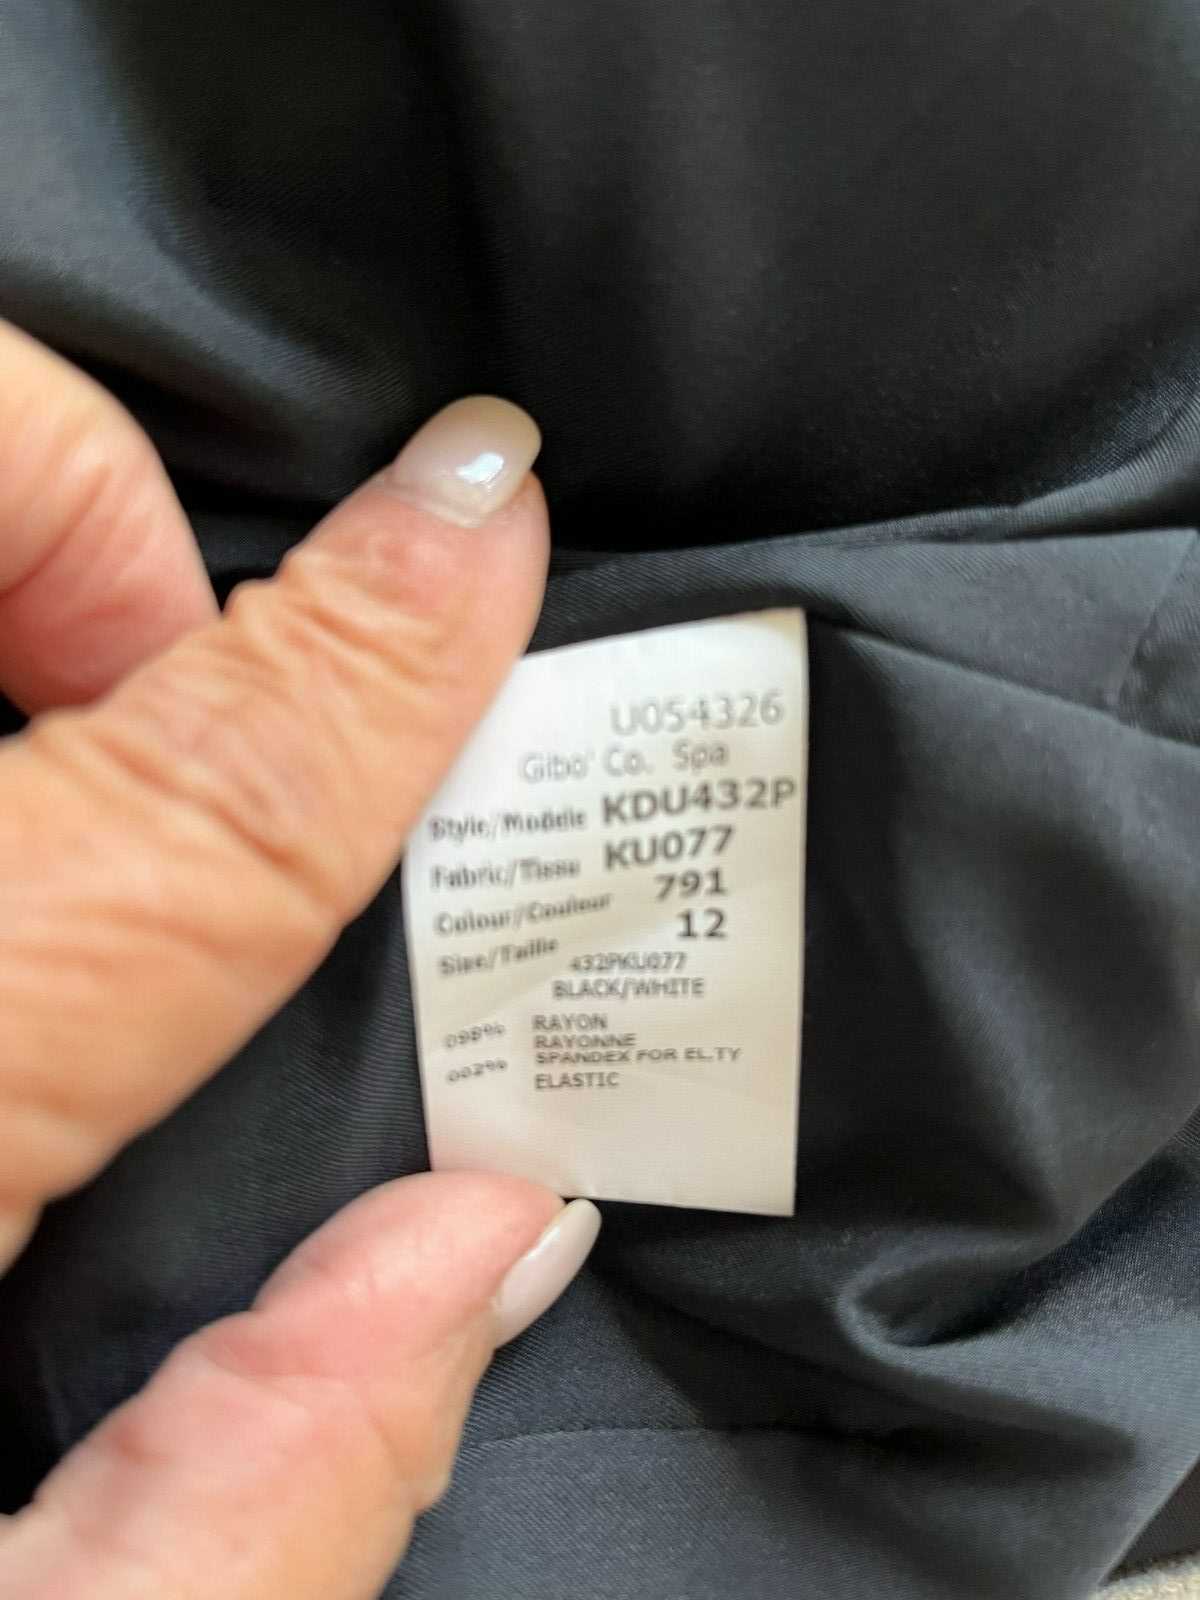 U054326
Gibo' Co. Spa
Style/Modele KDU432P
Fabric/Tissu KU077
Colour/Couleur 791
Size/Taille 12
432PKU077
BLACK/WHITE
098% RAYON
RAYONNE
002% SPANDEX FOR EL.TY
ELASTIC